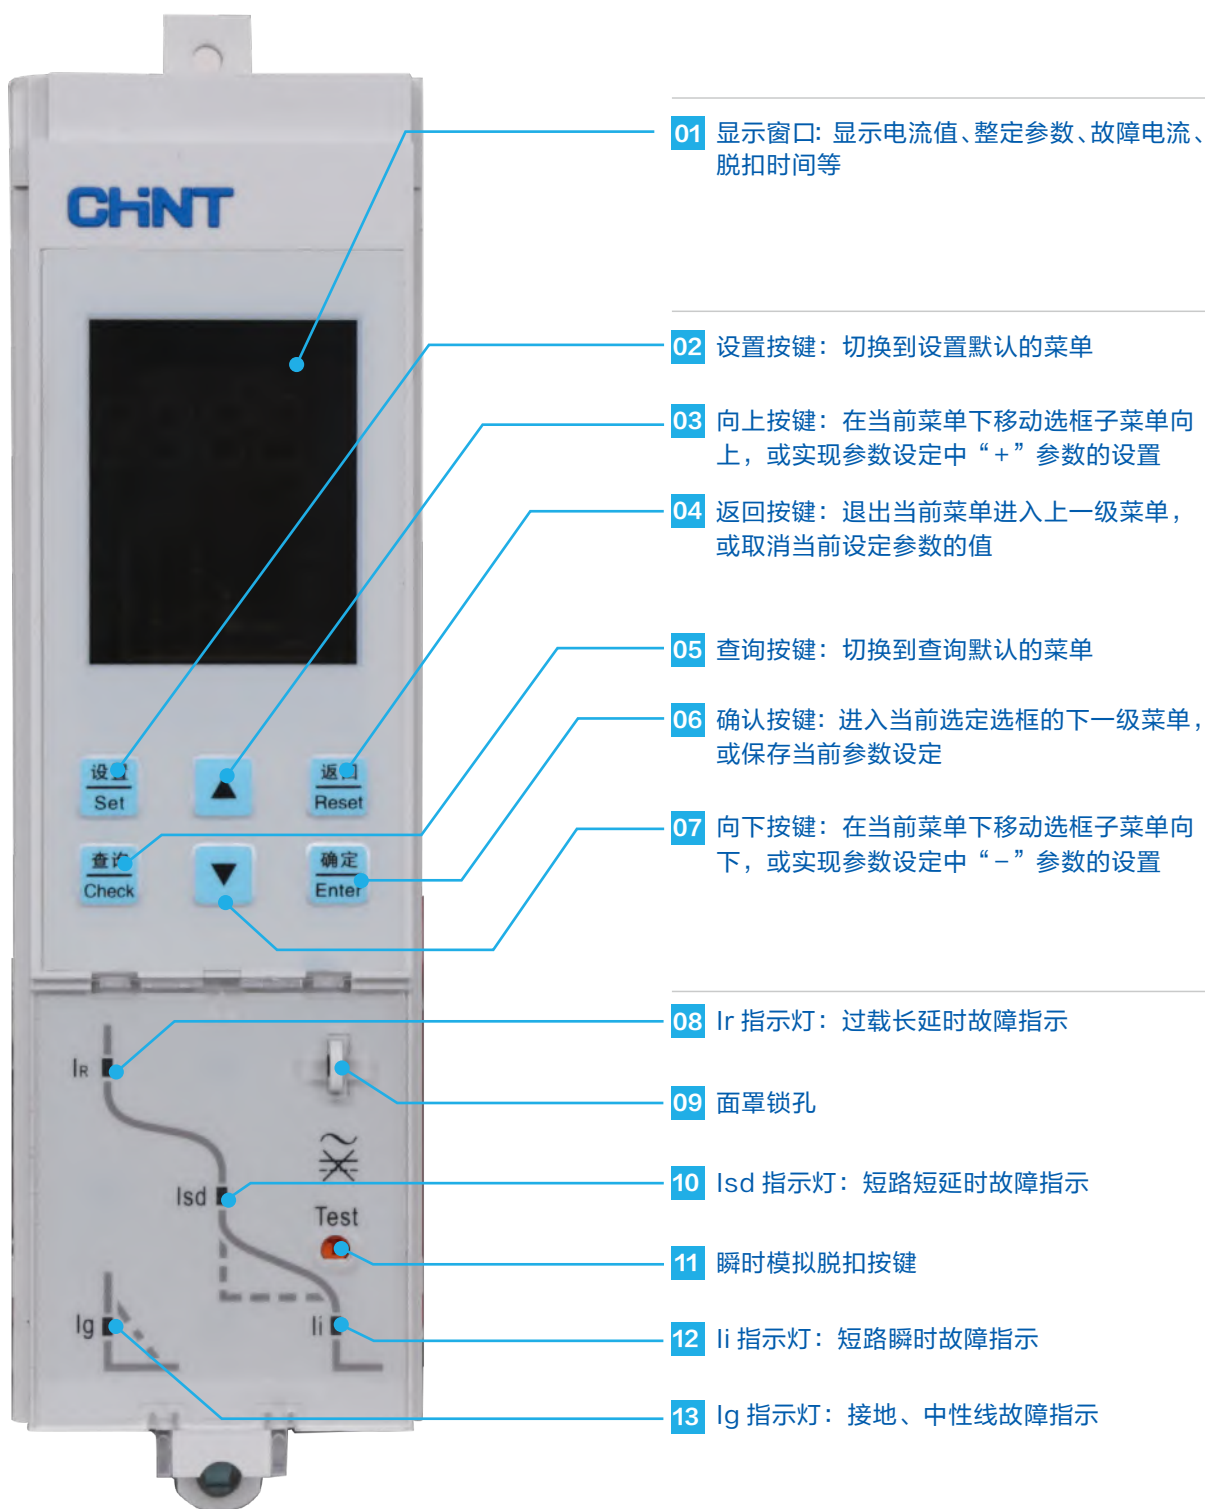 CHINT
设置
Set
▲
返回
Reset
查询
Check
▼
确定
Enter
IR
Isd
Test
Ig
Ii
01 显示窗口: 显示电流值、整定参数、故障电流、
脱扣时间等
02 设置按键: 切换到设置默认的菜单
03 向上按键: 在当前菜单下移动选框子菜单向
上, 或实现参数设定中“+”参数的设置
04 返回按键: 退出当前菜单进入上一级菜单,
或取消当前设定参数的值
05 查询按键: 切换到查询默认的菜单
06 确认按键: 进入当前选定选框的下一级菜单,
或保存当前参数设定
07 向下按键: 在当前菜单下移动选框子菜单向
下, 或实现参数设定中“-”参数的设置
08 Ir 指示灯: 过载长延时故障指示
09 面罩锁孔
10 Isd 指示灯: 短路短延时故障指示
11 瞬时模拟脱扣按键
12 Ii 指示灯: 短路瞬时故障指示
13 Ig 指示灯: 接地、中性线故障指示